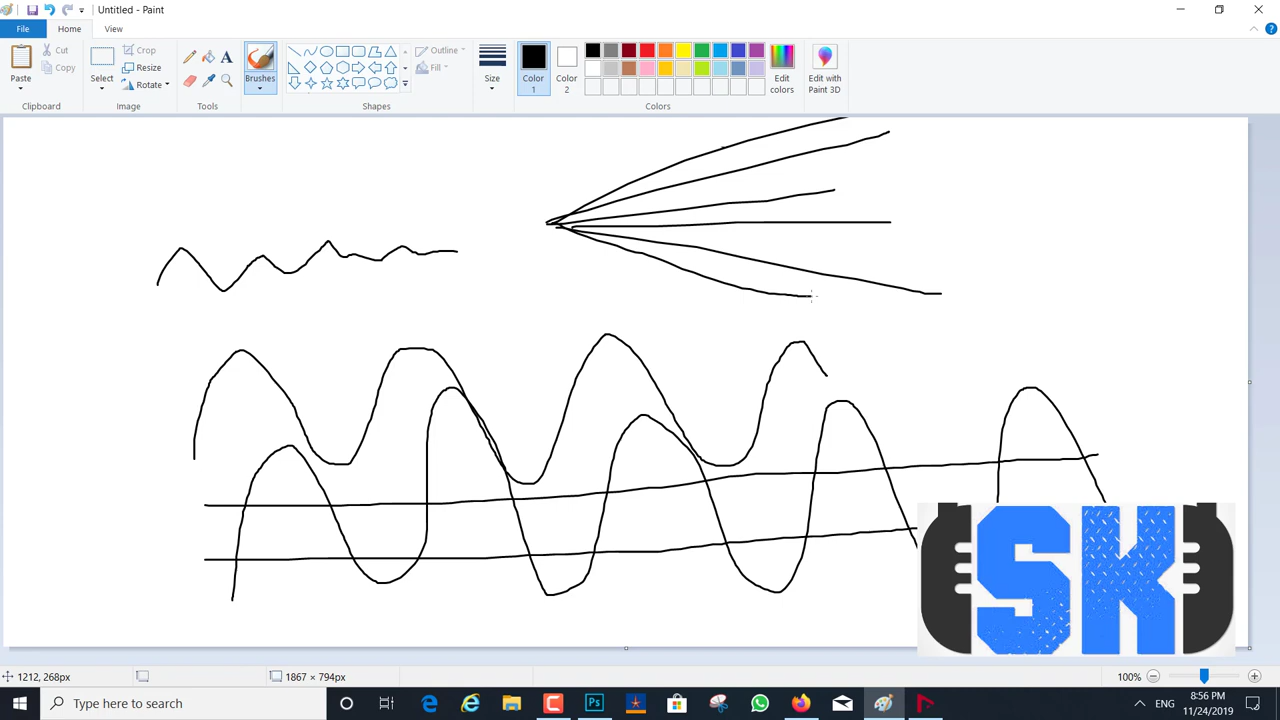 Untitled - Paint
File Home View
Paste
Cut
Copy
Clipboard
Select
Crop
Resize
Rotate
Image
Tools
Brushes
Outline
Fill
Shapes
Size
Color
1
Color
2
Edit
colors
Colors
Edit with
Paint 3D
SK
1212, 268px
1867 × 794px
100%
Type here to search
ENG
8:56 PM
11/24/2019